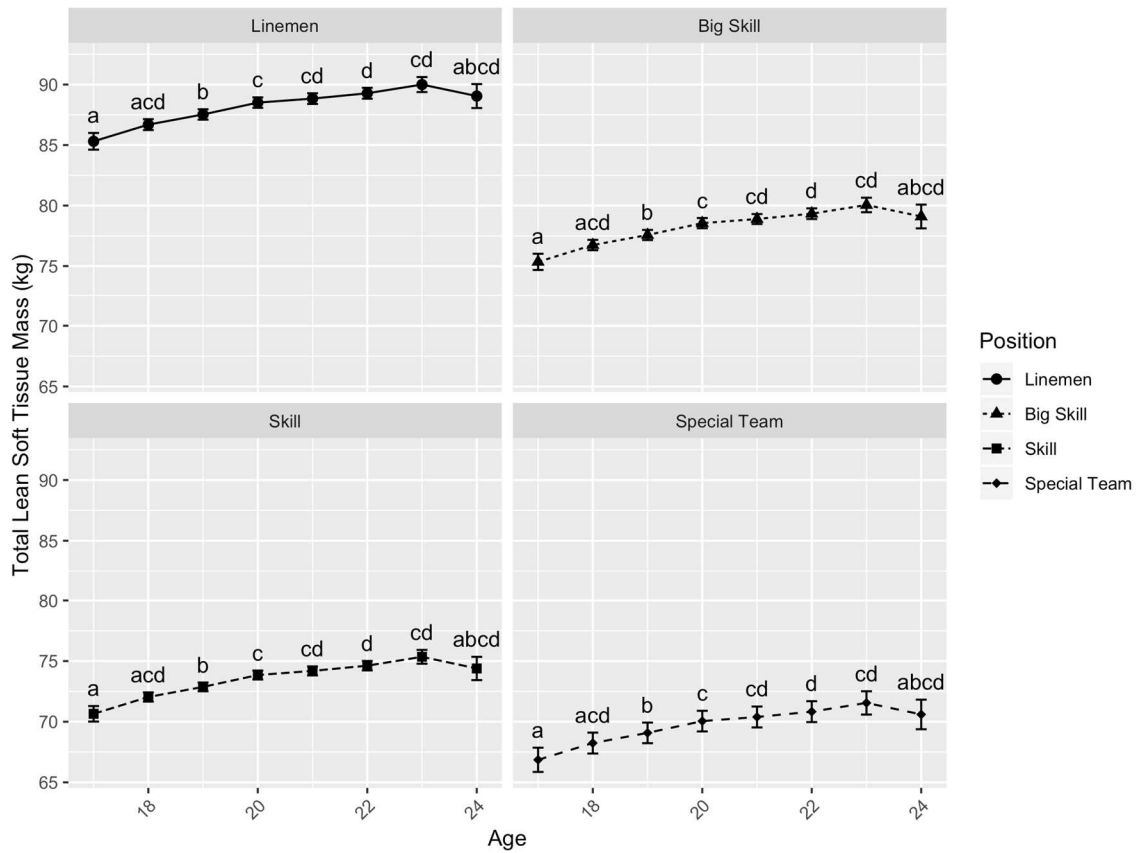 Linemen
Big Skill
90
85
80
75
70
65
a
acd
b
c
cd
d
cd
abcd
a
acd
b
c
cd
d
cd
abcd
Skill
Special Team
90
85
80
75
70
65
a
acd
b
c
cd
d
cd
abcd
a
acd
b
c
cd
d
cd
abcd
18
20
22
24
18
20
22
24
Age
Total Lean Soft Tissue Mass (kg)
Position
Linemen
Big Skill
Skill
Special Team